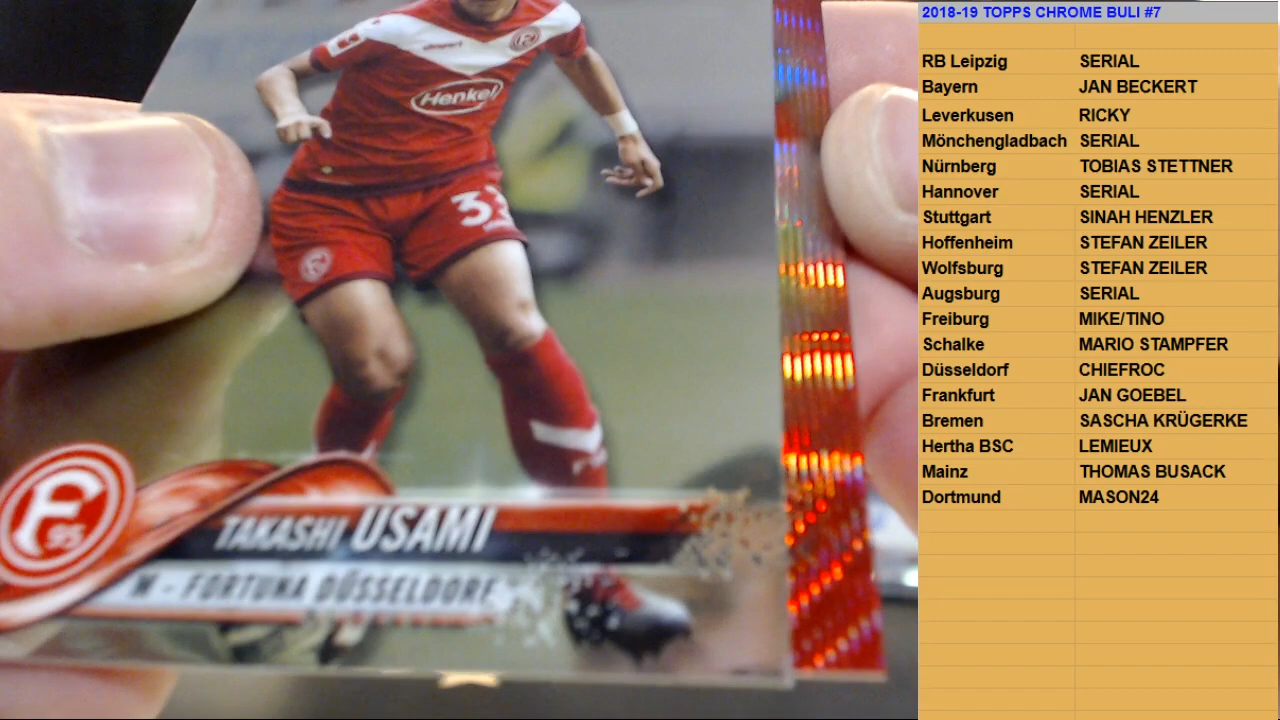 uhlsport
Henkel
33
F
95
TAKASHI USAMI
M - FORTUNA DÜSSELDORF
2018-19 TOPPS CHROME BULI #7
RB Leipzig SERIAL
Bayern JAN BECKERT
Leverkusen RICKY
Mönchengladbach SERIAL
Nürnberg TOBIAS STETTNER
Hannover SERIAL
Stuttgart SINAH HENZLER
Hoffenheim STEFAN ZEILER
Wolfsburg STEFAN ZEILER
Augsburg SERIAL
Freiburg MIKE/TINO
Schalke MARIO STAMPFER
Düsseldorf CHIEFROC
Frankfurt JAN GOEBEL
Bremen SASCHA KRÜGERKE
Hertha BSC LEMIEUX
Mainz THOMAS BUSACK
Dortmund MASON24